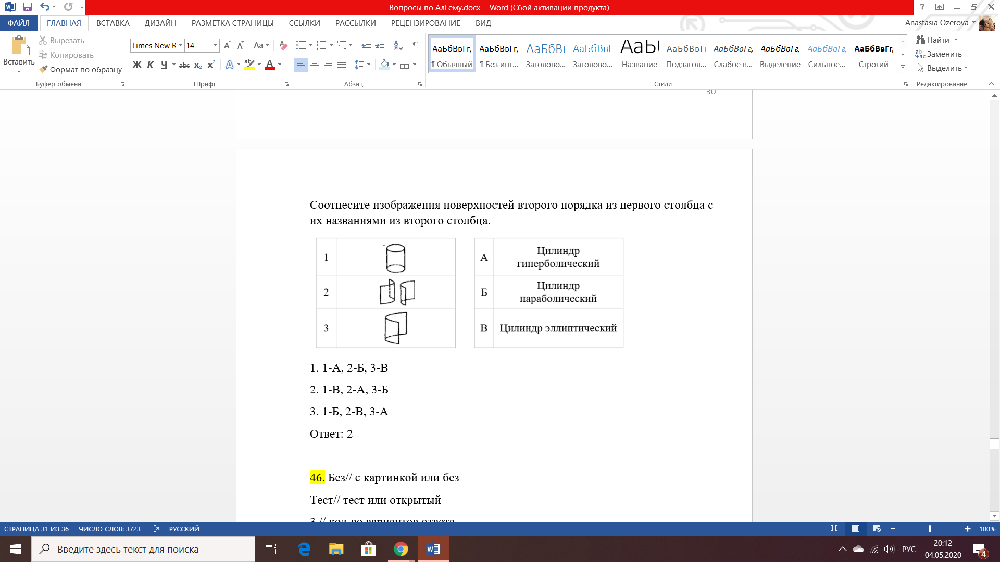 Вопросы по АлГему.docx - Word (Сбой активации продукта)
ФАЙЛ ГЛАВНАЯ ВСТАВКА ДИЗАЙН РАЗМЕТКА СТРАНИЦЫ ССЫЛКИ РАССЫЛКИ РЕЦЕНЗИРОВАНИЕ ВИД Anastasia Ozerova
Вставить
Вырезать
Копировать
Формат по образцу
Буфер обмена
Times New R 14
Aa
Ж К Ч abc x₂ x²
Шрифт
Абзац
АаБбВвГг, АаБбВвГг, АаБбВв АаБбВвГ АаЫ АаБбВвГг АаБбВвГг, АаБбВвГг, АаБбВвГг, АаБбВвГг,
¶ Обычный ¶ Без инт... Заголово... Заголово... Название Подзагол... Слабое в... Выделение Сильное... Строгий
Стили
Найти
Заменить
Выделить
Редактирование
30
Соотнесите изображения поверхностей второго порядка из первого столбца с
их названиями из второго столбца.
1 А Цилиндр
гиперболический
2 Б Цилиндр
параболический
3 В Цилиндр эллиптический
1. 1-А, 2-Б, 3-В
2. 1-В, 2-А, 3-Б
3. 1-Б, 2-В, 3-А
Ответ: 2
46. Без// с картинкой или без
Тест// тест или открытый
3 // кол-во вариантов ответа
СТРАНИЦА 31 ИЗ 36 ЧИСЛО СЛОВ: 3723 РУССКИЙ 100%
Введите здесь текст для поиска
РУС
20:12
04.05.2020
4